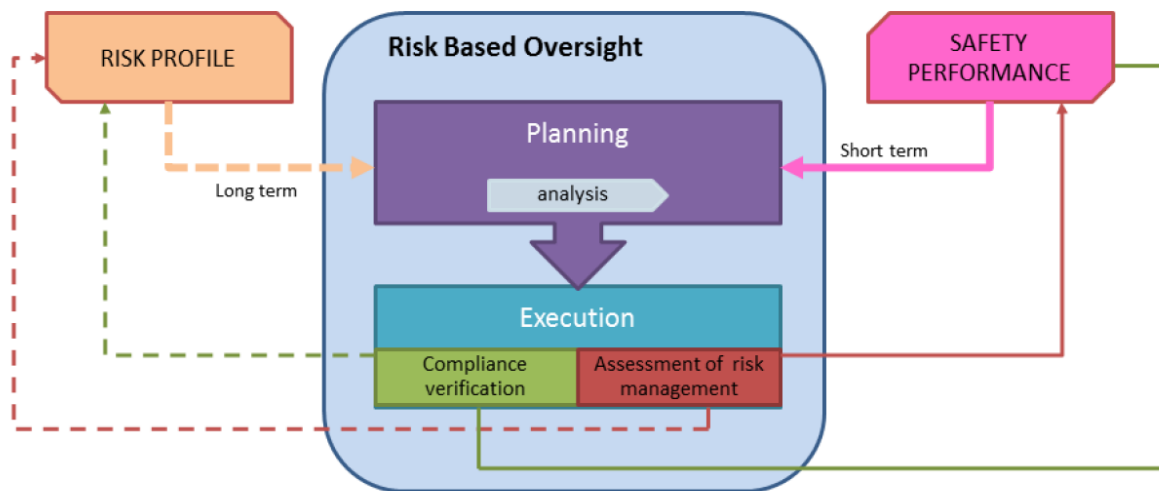 RISK PROFILE
Risk Based Oversight
SAFETY
PERFORMANCE
Planning
Short term
Long term
analysis
Execution
Compliance
verification
Assessment of risk
management